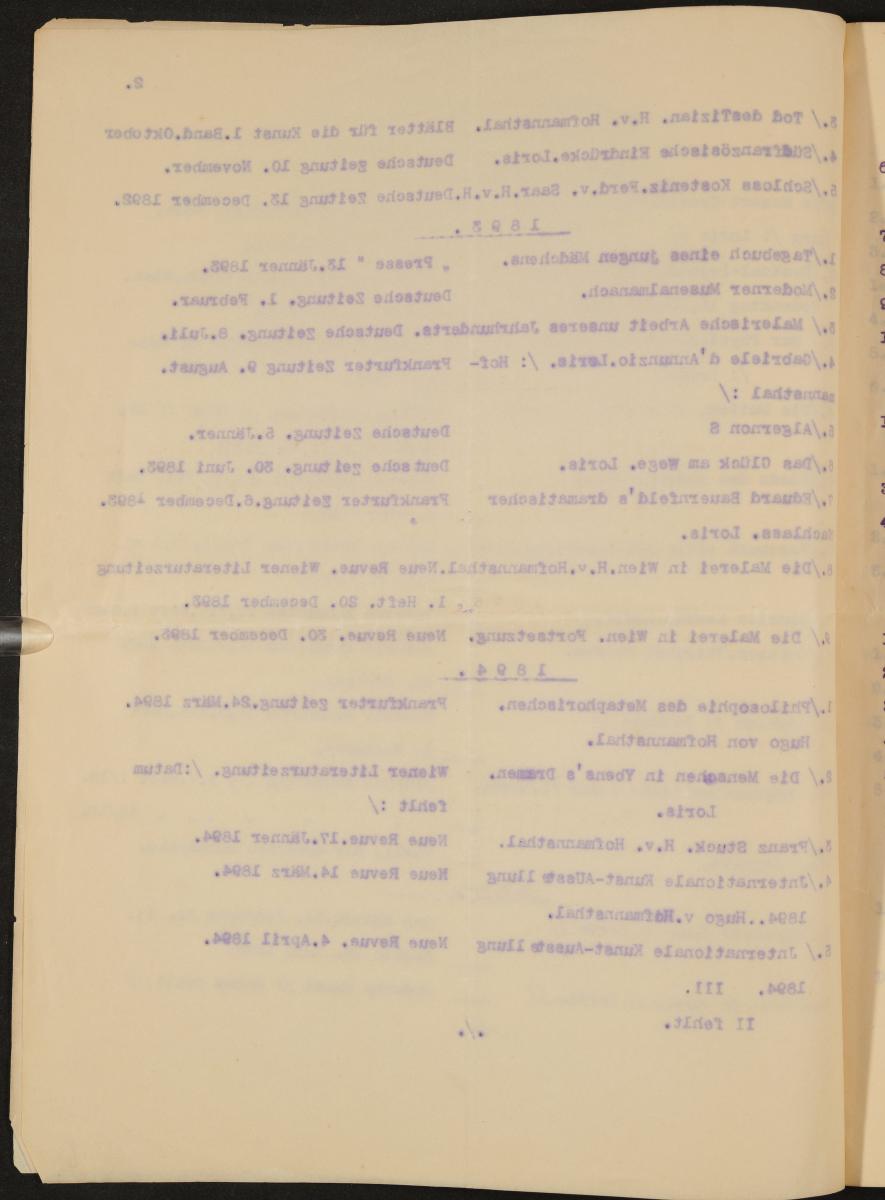 2.
3./ Tod desTizian. H.v. Hofmannsthal. Blätter für die Kunst 1.Band.Oktober
4./Südfranzösische Eindrücke.Loris. Deutsche zeitung 10. November.
5./Schloss Kosteniz.Ferd.v. Saar.H.v.H.Deutsche Zeitung 13. December 1892.
1 8 9 3 .
1./Tagebuch eines jungen Mädchens. „ Presse " 13.Jänner 1893.
2./Moderner Musenalmanach. Deutsche Zeitung. 1. Februar.
3./ Malerische Arbeit unseres Jahrhunderts. Deutsche zeitung. 8.Juli.
4./Gabriele d'Annunzio.Loris. /: Hof- Frankfurter Zeitung 9. August.
mannsthal :/
5./Algernon S Deutsche Zeitung. 5.Jänner.
6./Das Glück am Wege. Loris. Deutsche zeitung. 30. Juni 1893.
7./Eduard Bauernfeld's dramatischer Frankfurter Zeitung.6.December 1893.
Nachlass. Loris.
8./Die Malerei in Wien.H.v.Hofmannsthal.Neue Revue. Wiener Literaturzeitung
1. Heft. 20. December 1893.
9./ Die Malerei in Wien. Fortsetzung. Neue Revue. 30. December 1893.
1 8 9 4 .
1./Philosophie des Metaphorischen. Frankfurter zeitung.24.März 1894.
Hugo von Hofmannsthal.
2./ Die Menschen in Ybens's Dramen. Wiener Literaturzeitung. /:Datum
Loris. fehlt :/
3./Franz Stuck. H.v. Hofmannsthal. Neue Revue.17.Jänner 1894.
4./Jnternationale Kunst-AUsstellung Neue Revue 14.März 1894.
1894..Hugo v.Hofmannsthal.
5./ Jnternationale Kunst-Ausstellung Neue Revue. 4.April 1894.
1894. III.
II fehlt.
./.